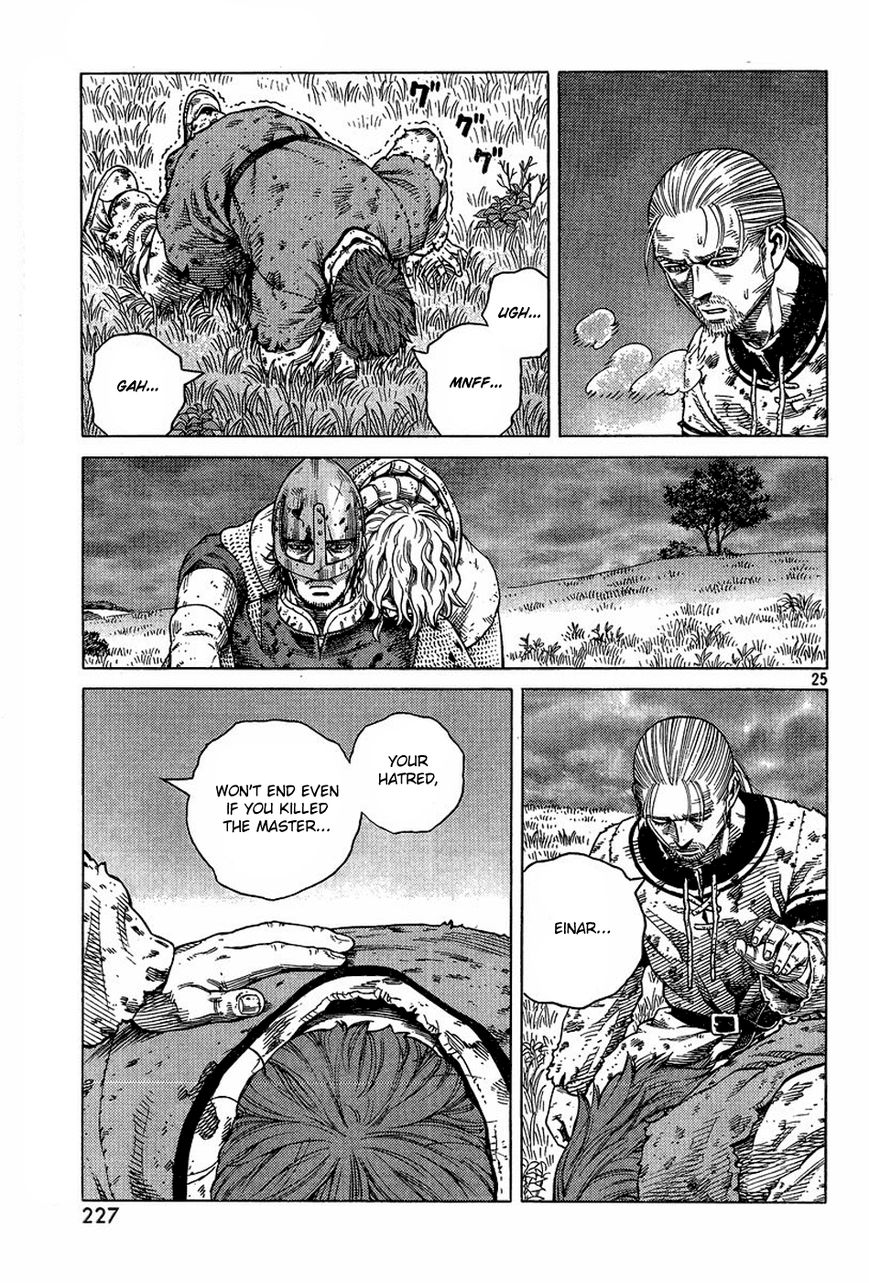 グ
グ
グ
UGH...
MNFF...
GAH...
25
EINAR...
YOUR
HATRED,
WON'T END EVEN
IF YOU KILLED
THE MASTER...
227